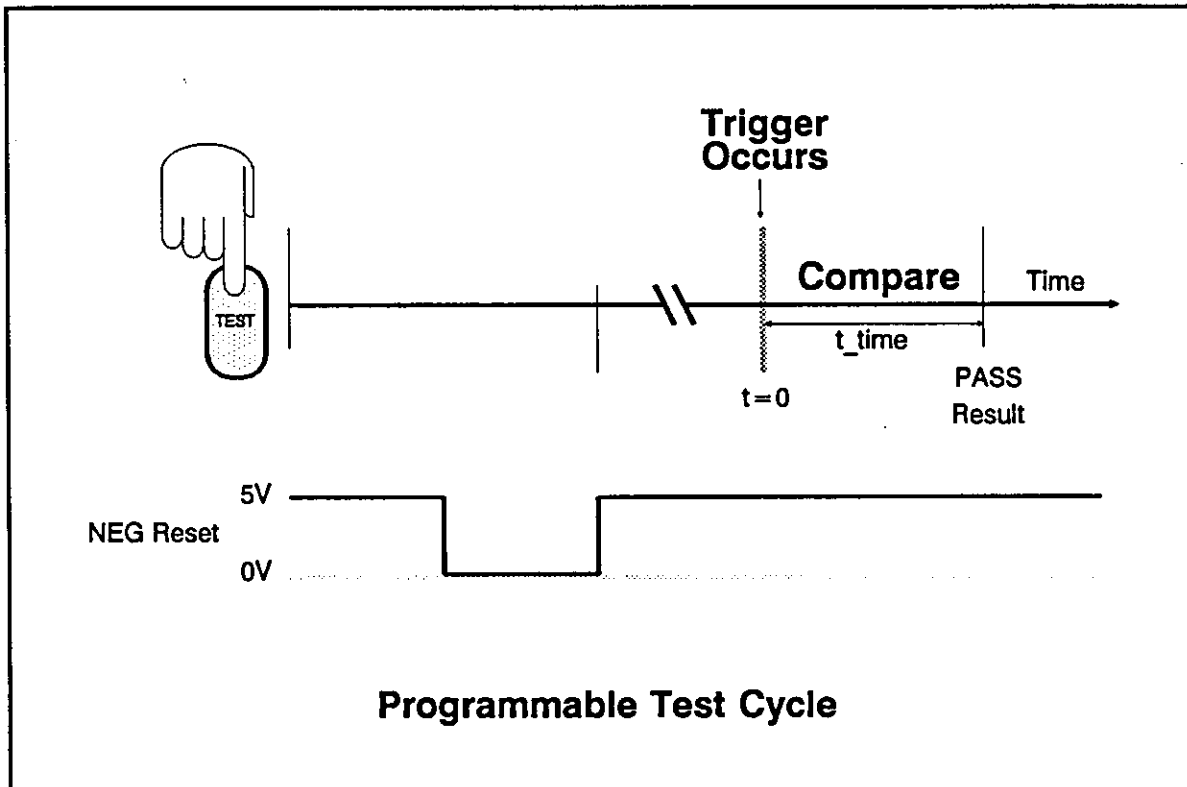 Trigger
Occurs
TEST
Compare
Time
t_time
t=0
PASS
Result
5V
NEG Reset
0V
Programmable Test Cycle